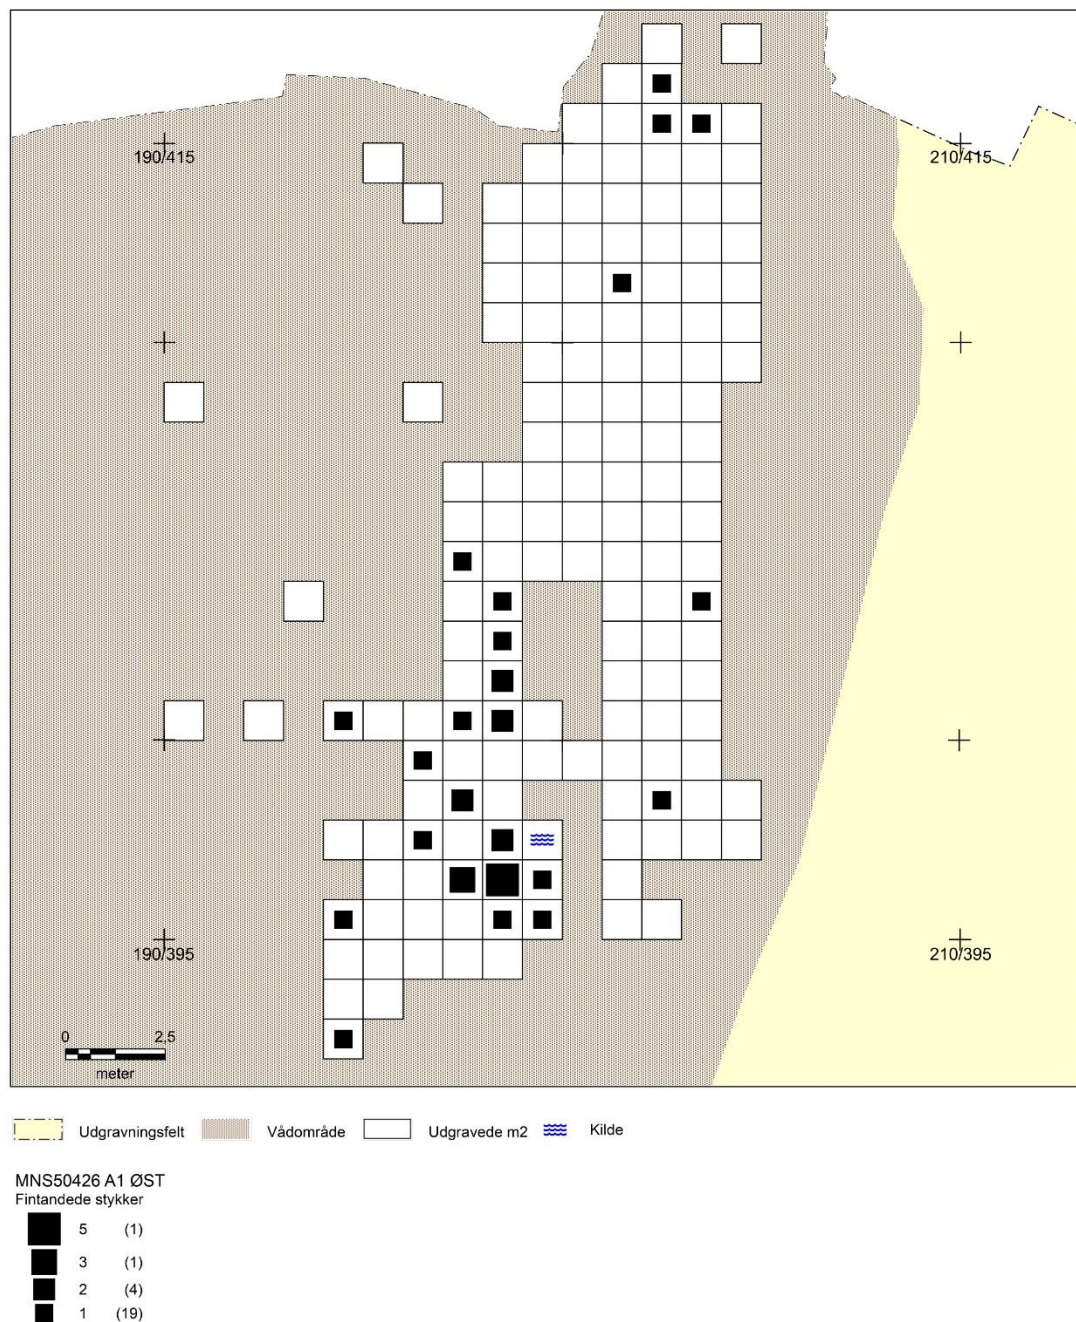 190/415
210/415
190/395
210/395
0 2,5
meter
Udgravningsfelt Vådområde Udgravede m2 Kilde
MNS50426 A1 ØST
Fintandede stykker
5 (1)
3 (1)
2 (4)
1 (19)